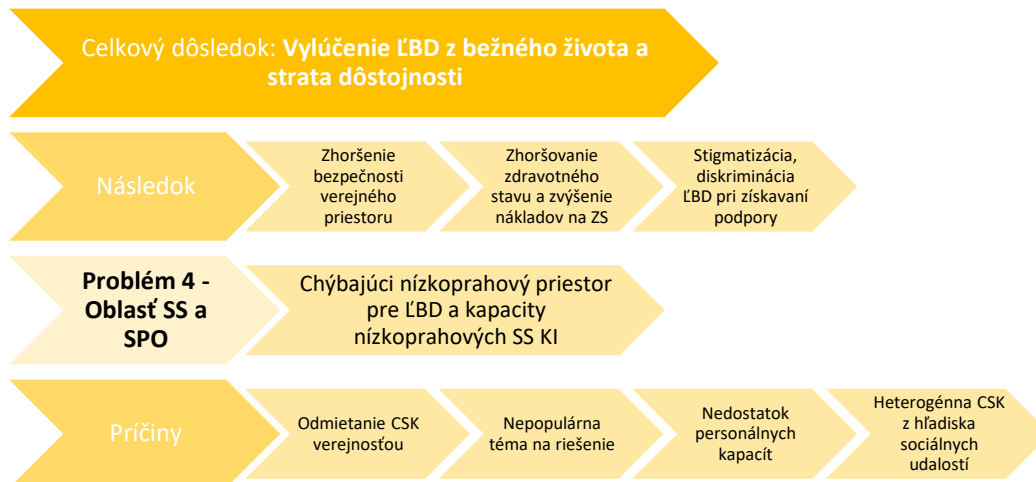 Celkový dôsledok: Vylúčenie ĽBD z bežného života a
strata dôstojnosti
Následok
Zhoršenie
bezpečnosti
verejného
priestoru
Zhoršovanie
zdravotného
stavu a zvýšenie
nákladov na ZS
Stigmatizácia,
diskriminácia
ĽBD pri získavaní
podpory
Problém 4 -
Oblasť SS a
SPO
Chýbajúci nízkoprahový priestor
pre ĽBD a kapacity
nízkoprahových SS KI
Príčiny
Odmietanie CSK
verejnosťou
Nepopulárna
téma na riešenie
Nedostatok
personálnych
kapacít
Heterogénna CSK
z hľadiska
sociálnych
udalostí